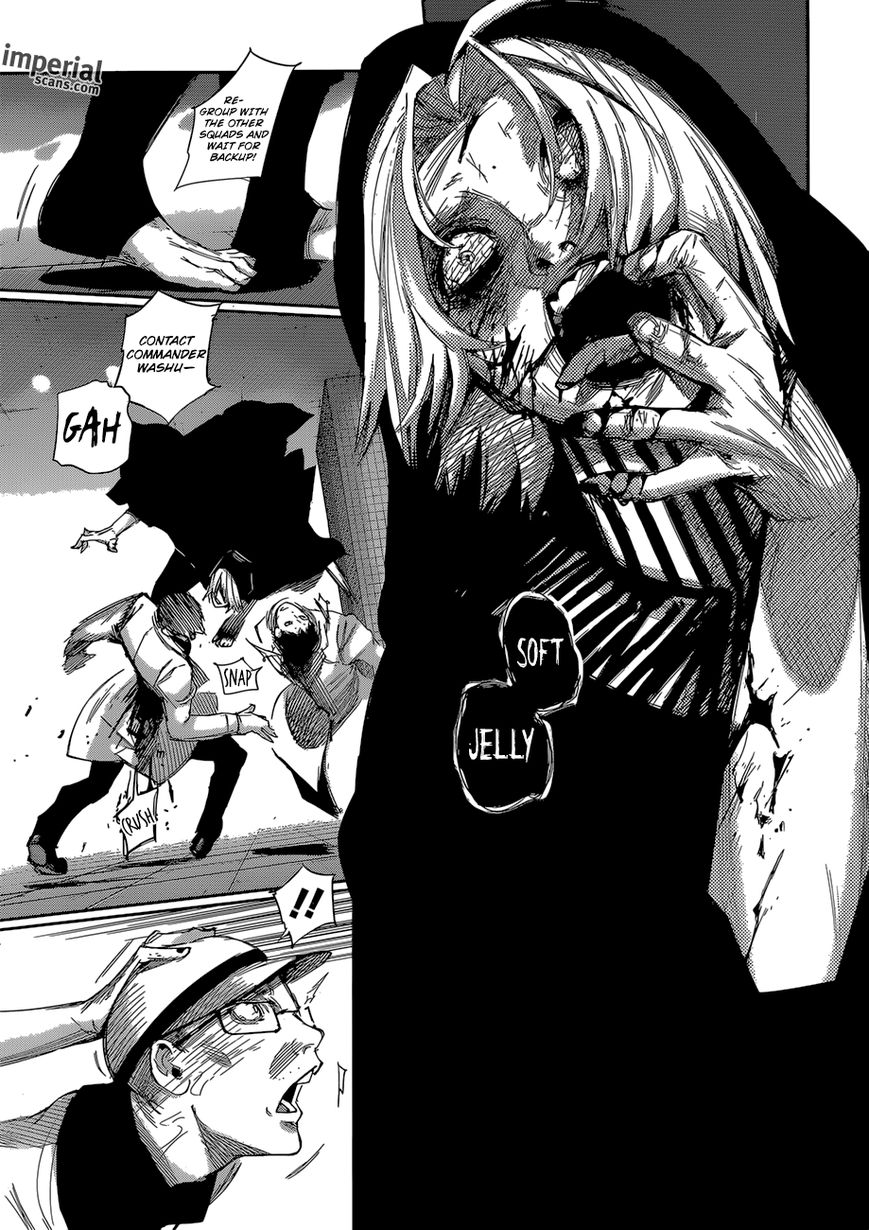 imperial
scans.com
RE-
GROUP WITH
THE OTHER
SQUADS AND
WAIT FOR
BACKUP!
CONTACT
COMMANDER
WASHU—
GAH
SNAP
CRUSH
!!
SOFT
JELLY